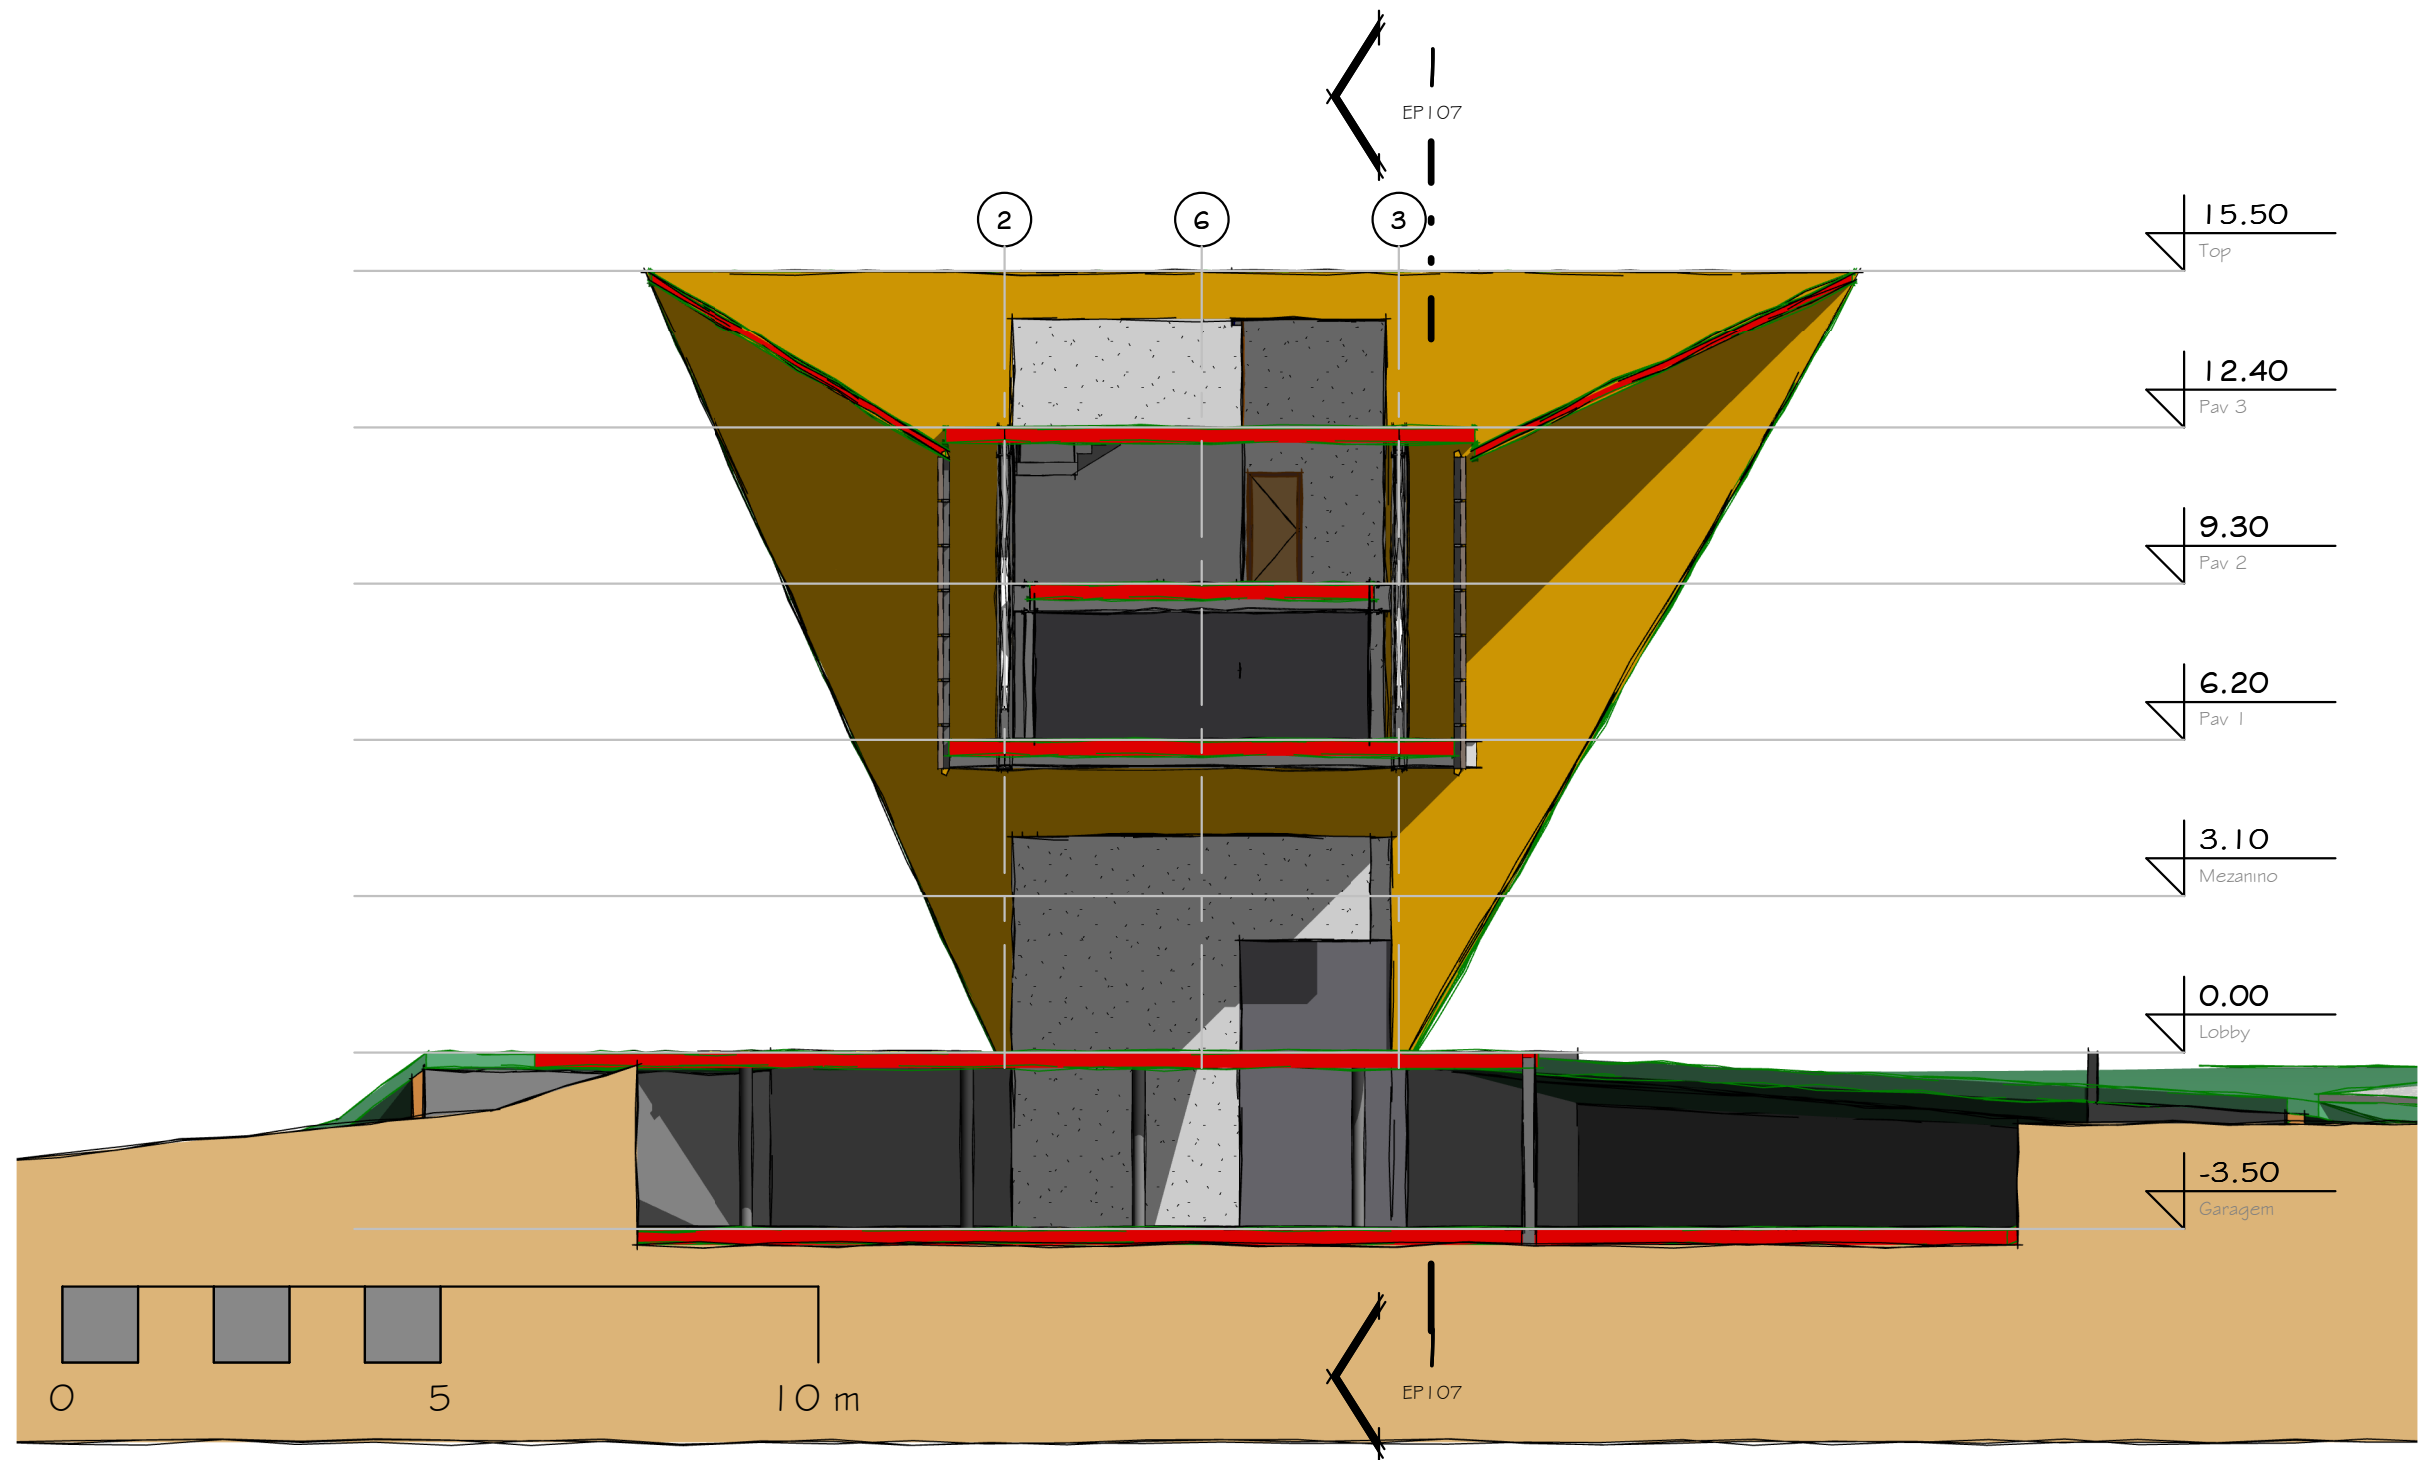 EP107
2
6
3
15.50
Top
12.40
Pav 3
9.30
Pav 2
6.20
Pav 1
3.10
Mezanino
0.00
Lobby
-3.50
Garagem
0 5 10 m
EP107